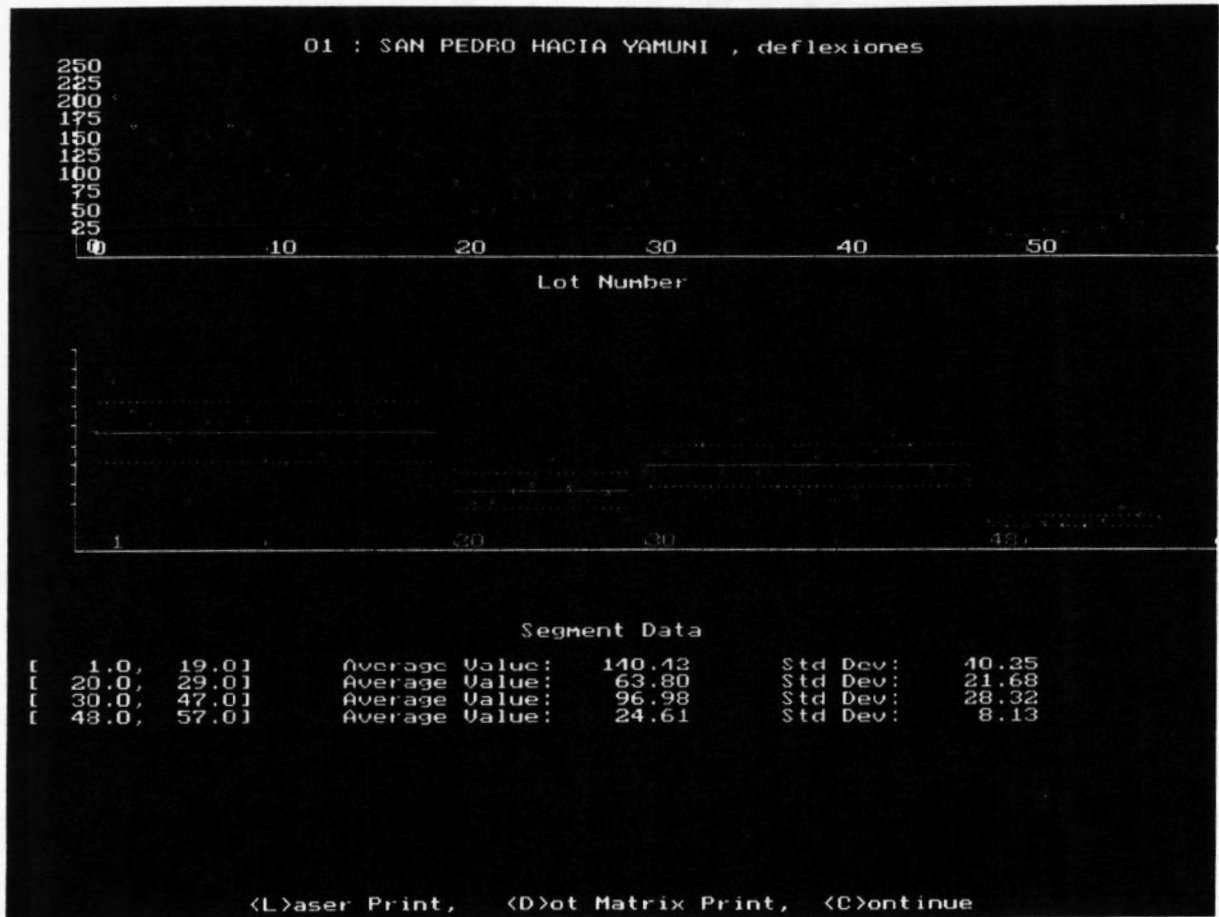 01 : SAN PEDRO HACIA YAMUNI , deflexiones
250
225
200
175
150
125
100
75
50
25
0 10 20 30 40 50
Lot Number
1 20 30 48
Segment Data
[ 1.0, 19.0] Average Value: 140.42 Std Dev: 40.25
[ 20.0, 29.0] Average Value: 63.80 Std Dev: 21.68
[ 30.0, 47.0] Average Value: 96.98 Std Dev: 28.32
[ 48.0, 57.0] Average Value: 24.61 Std Dev: 8.13
<L>aser Print, <D>ot Matrix Print, <C>ontinue